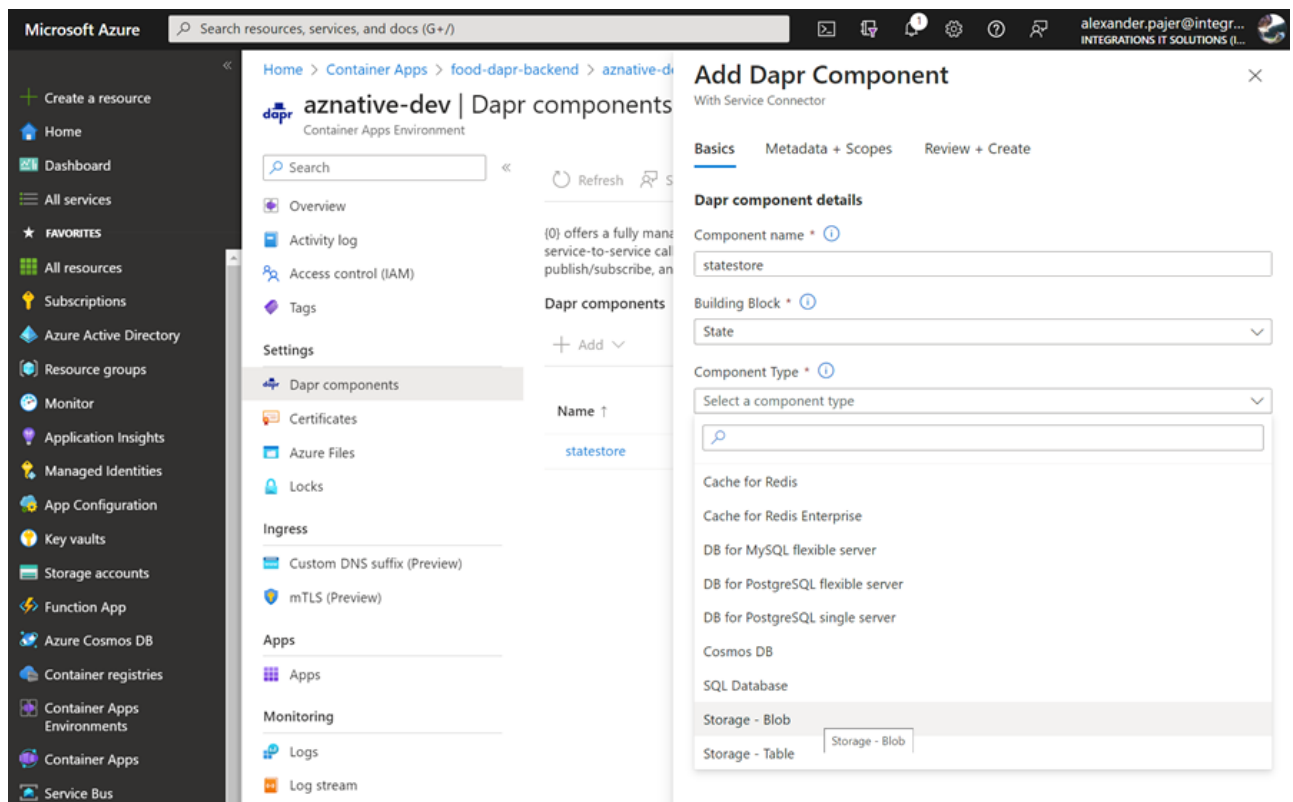 Microsoft Azure
Search resources, services, and docs (G+/)
1
alexander.pajer@integr...
INTEGRATIONS IT SOLUTIONS (I...
Create a resource
Home
Dashboard
All services
FAVORITES
All resources
Subscriptions
Azure Active Directory
Resource groups
Monitor
Application Insights
Managed Identities
App Configuration
Key vaults
Storage accounts
Function App
Azure Cosmos DB
Container registries
Container Apps
Environments
Container Apps
Service Bus
Home > Container Apps > food-dapr-backend > aznative-de
dapr
aznative-dev | Dapr components
Container Apps Environment
Search
Overview
Activity log
Access control (IAM)
Tags
Settings
Dapr components
Certificates
Azure Files
Locks
Ingress
Custom DNS suffix (Preview)
mTLS (Preview)
Apps
Apps
Monitoring
Logs
Log stream
Refresh S
{0} offers a fully mana
service-to-service cal
publish/subscribe, an
Dapr components
Add
Name ↑
statestore
Add Dapr Component
With Service Connector
Basics Metadata + Scopes Review + Create
Dapr component details
Component name *
statestore
Building Block *
State
Component Type *
Select a component type
Cache for Redis
Cache for Redis Enterprise
DB for MySQL flexible server
DB for PostgreSQL flexible server
DB for PostgreSQL single server
Cosmos DB
SQL Database
Storage - Blob
Storage - Blob
Storage - Table